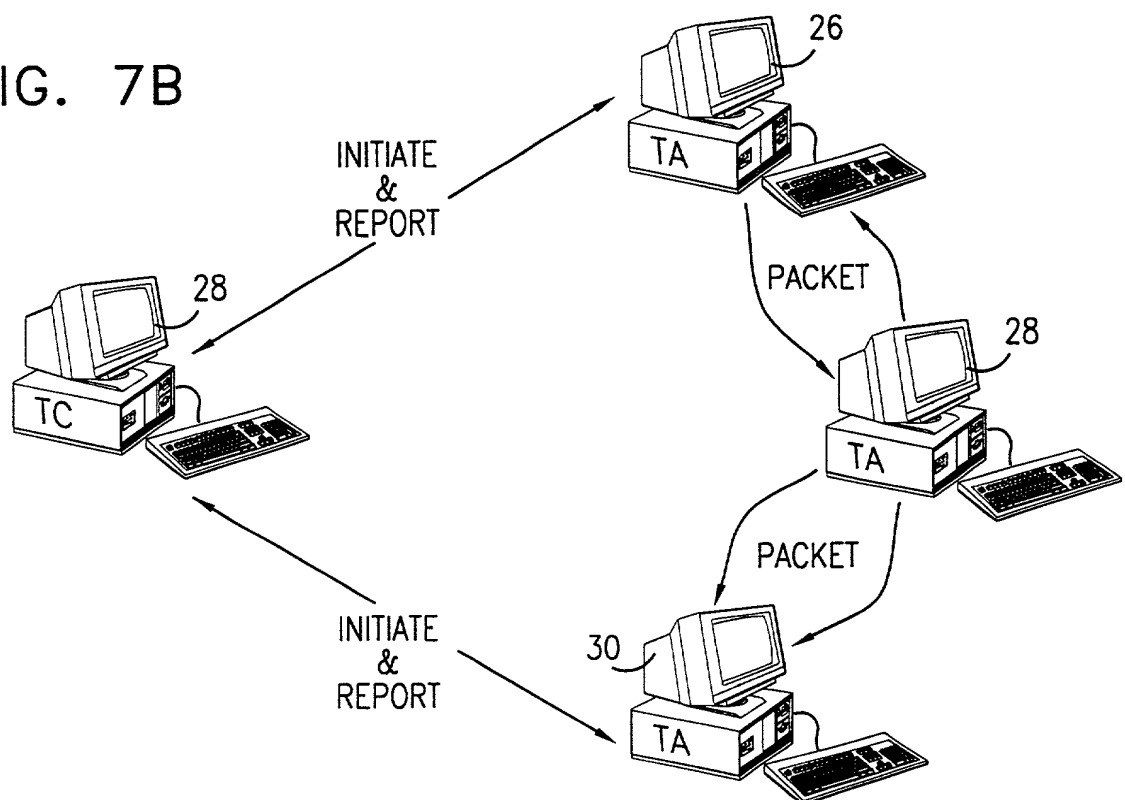 IG. 7B
26
TA
INITIATE
&
REPORT
28
TC
PACKET
28
TA
PACKET
INITIATE
&
REPORT
30
TA